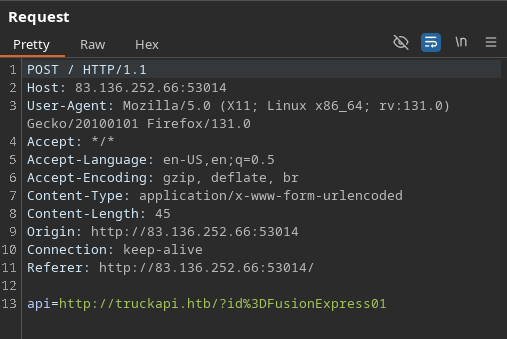 Request
Pretty Raw Hex \n
1 POST / HTTP/1.1
2 Host: 83.136.252.66:53014
3 User-Agent: Mozilla/5.0 (X11; Linux x86_64; rv:131.0)
Gecko/20100101 Firefox/131.0
4 Accept: */*
5 Accept-Language: en-US,en;q=0.5
6 Accept-Encoding: gzip, deflate, br
7 Content-Type: application/x-www-form-urlencoded
8 Content-Length: 45
9 Origin: http://83.136.252.66:53014
10 Connection: keep-alive
11 Referer: http://83.136.252.66:53014/
12
13 api=http://truckapi.htb/?id%3DFusionExpress01